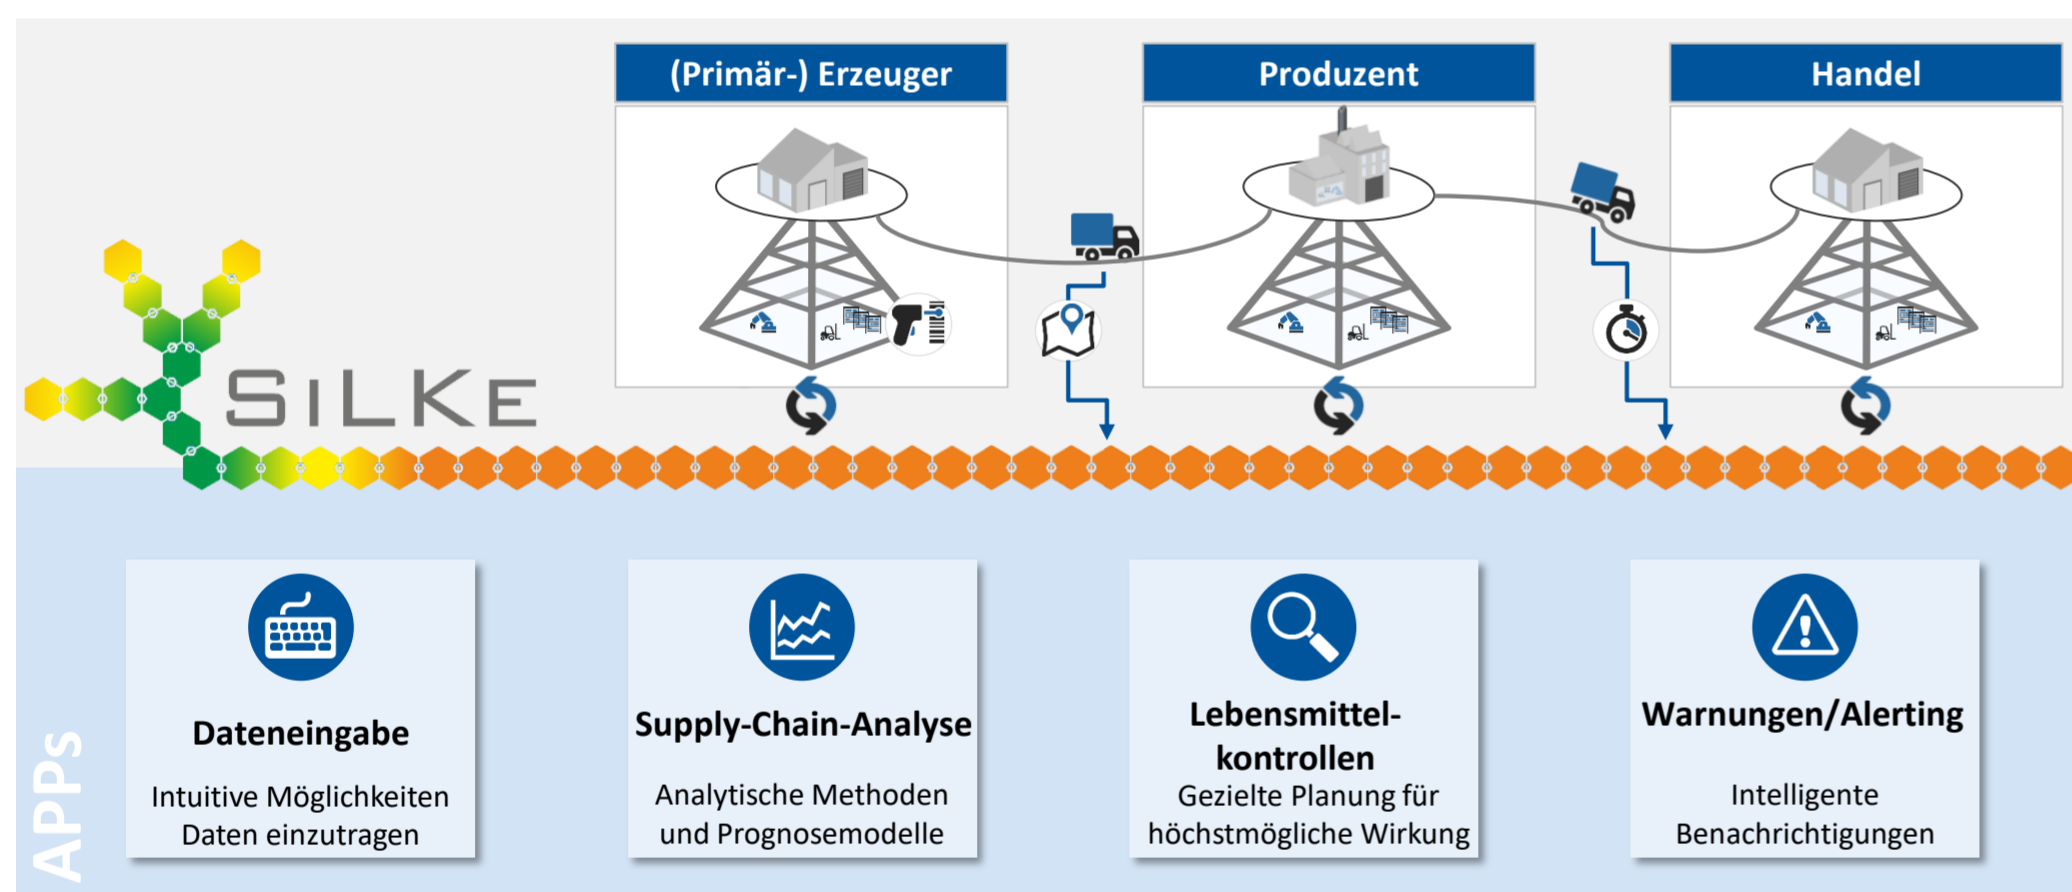 (Primär-) Erzeuger
Produzent
Handel
SiLKe
APPs
Dateneingabe
Intuitive Möglichkeiten
Daten einzutragen
Supply-Chain-Analyse
Analytische Methoden
und Prognosemodelle
Lebensmittel-
kontrollen
Gezielte Planung für
höchstmögliche Wirkung
Warnungen/Alerting
Intelligente
Benachrichtigungen